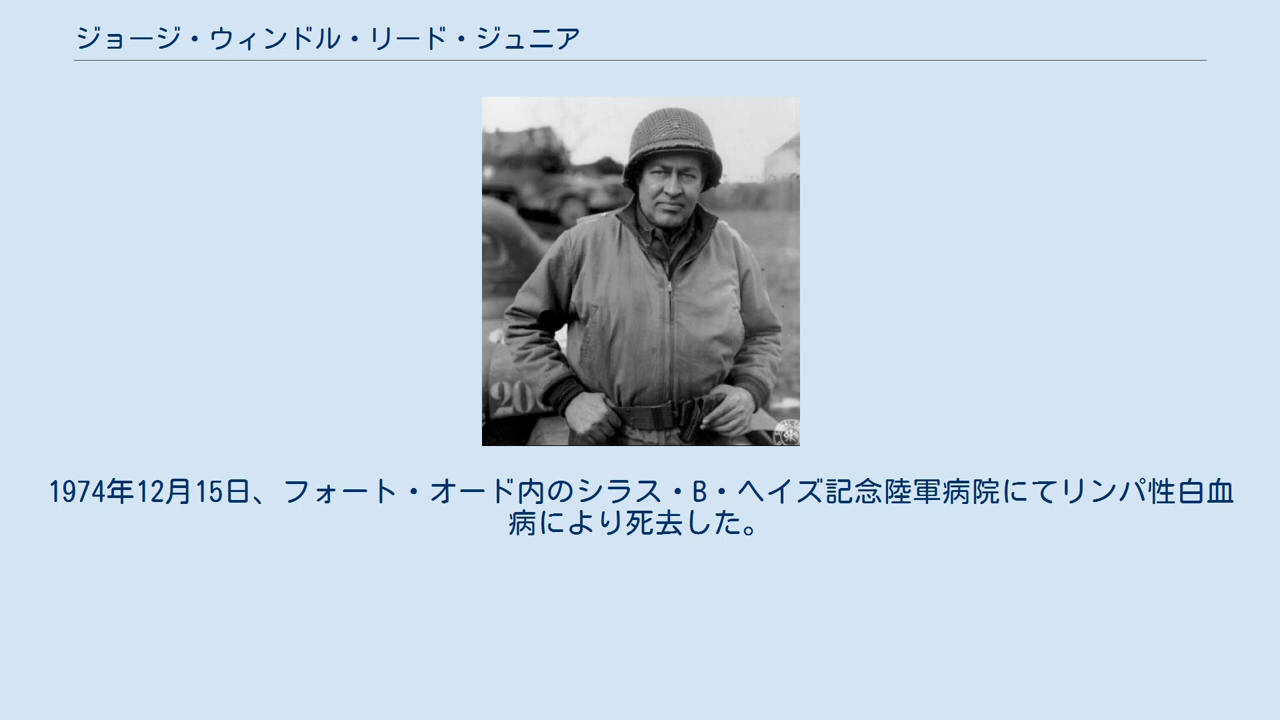 ジョージ・ウィンドル・リード・ジュニア
200
1974年12月15日、フォート・オード内のシラス・B・ヘイズ記念陸軍病院にてリンパ性白血
病により死去した。